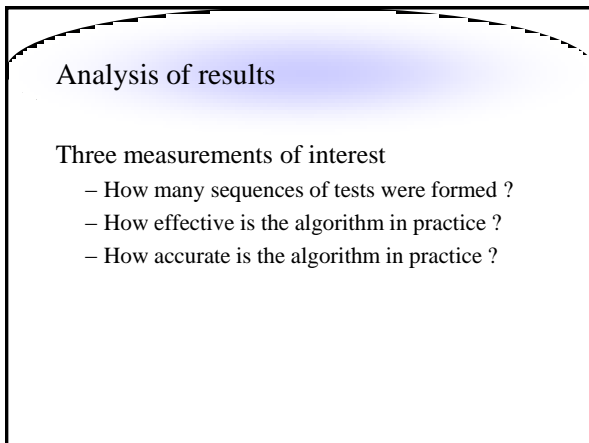 Analysis of results
Three measurements of interest
– How many sequences of tests were formed ?
– How effective is the algorithm in practice ?
– How accurate is the algorithm in practice ?